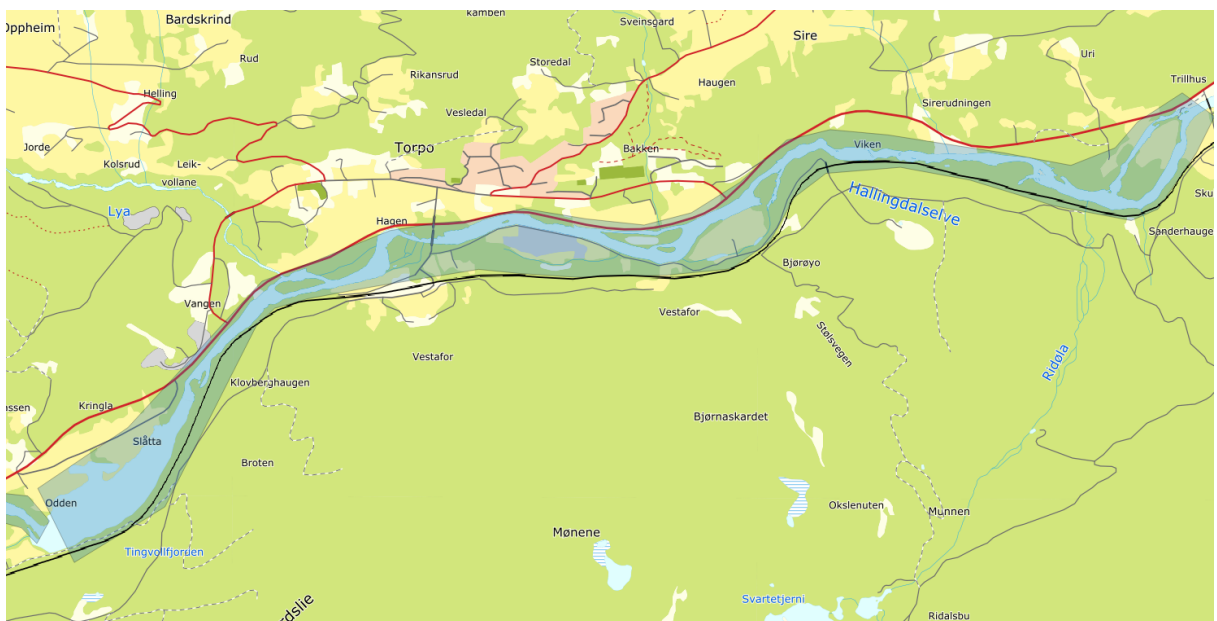 Oppheim
Bardskrind
kamben
Sveinsgard
Sire
Rud
Storedal
Uri
Rikansrud
Haugen
Trillhus
Helling
Sirerudningen
Vesledal
Jorde
Kolsrud
Leik-
vollane
Torpo
Bakken
Viken
Lya
Hagen
Hallingdalselve
Sku
Sanderhauge
Bjørøyo
Vangen
Vestafor
Stølsvegen
Vestafor
Ridøla
Klovberghaugen
assen
Kringla
Bjørnaskardet
Slåtta
Broten
Odden
Okslenuten
Munnen
Mønene
Tingvollfjorden
Svartetjerni
rdslie
Ridalsbu